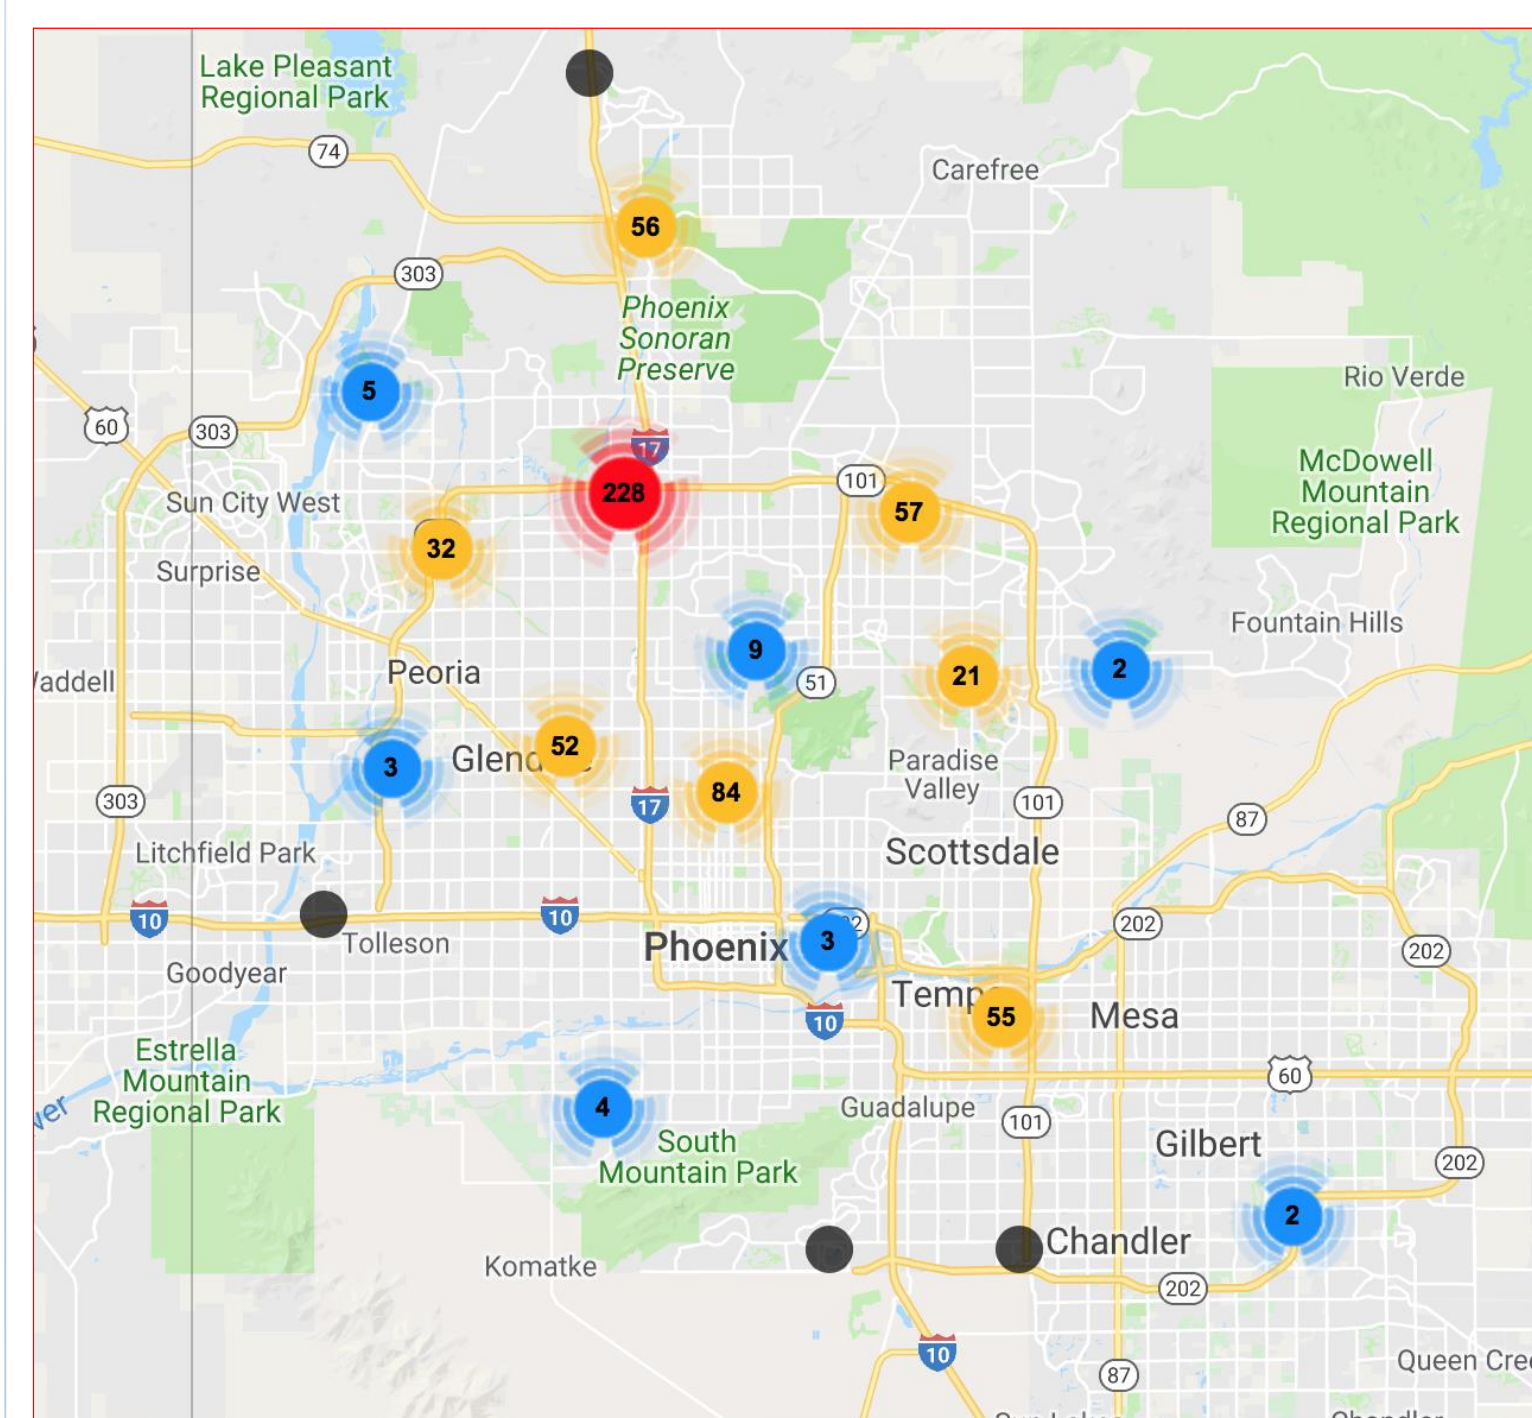 Lake Pleasant
Regional Park
74
Carefree
56
303
Phoenix
Sonoran
Preserve
5
Rio Verde
60
303
17
McDowell
Mountain
Regional Park
101
228
57
Sun City West
32
Surprise
Fountain Hills
9
21
2
Peoria
51
/addell
52
Glend
3
Paradise
Valley
84
303
17
101
87
Litchfield Park
Scottsdale
10
10
202
Tolleson
Phoenix
3
202
Goodyear
Temp
55
Mesa
10
Estrella
Mountain
Regional Park
60
ver
4
Guadalupe
101
South
Mountain Park
Gilbert
202
2
Chandler
Komatke
202
10
Queen Cree
87